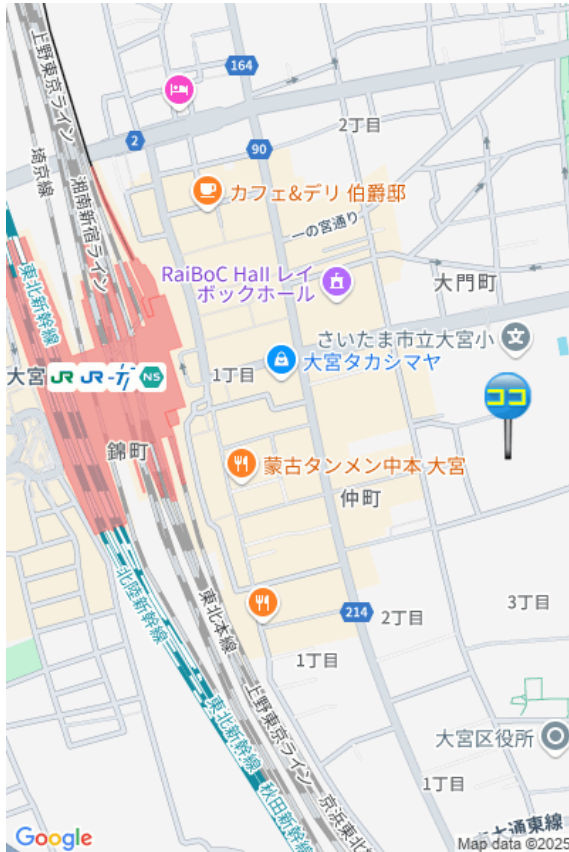 上野東京ライン
164
2
2丁目
90
埼京線
湘南新宿ライン
カフェ&デリ 伯爵邸
一の宮通り
東北新幹線
RaiBoC Hall レイ
ボックホール
大門町
さいたま市立大宮小
文
大宮
JR
JR
NS
1丁目
大宮タカシマヤ
ココ
錦町
蒙古タンメン中本 大宮
仲町
北陸新幹線
東北本線
214
2丁目
3丁目
1丁目
上野東京ライン
東北新幹線
大宮区役所
秋田新幹線
1丁目
京浜東北
大通東線
Google
Map data ©2025